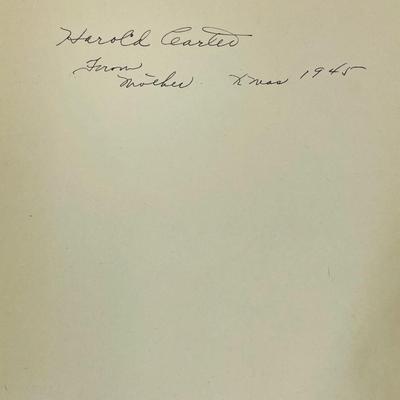 Harold Carter
From
Mother Xmas 1945